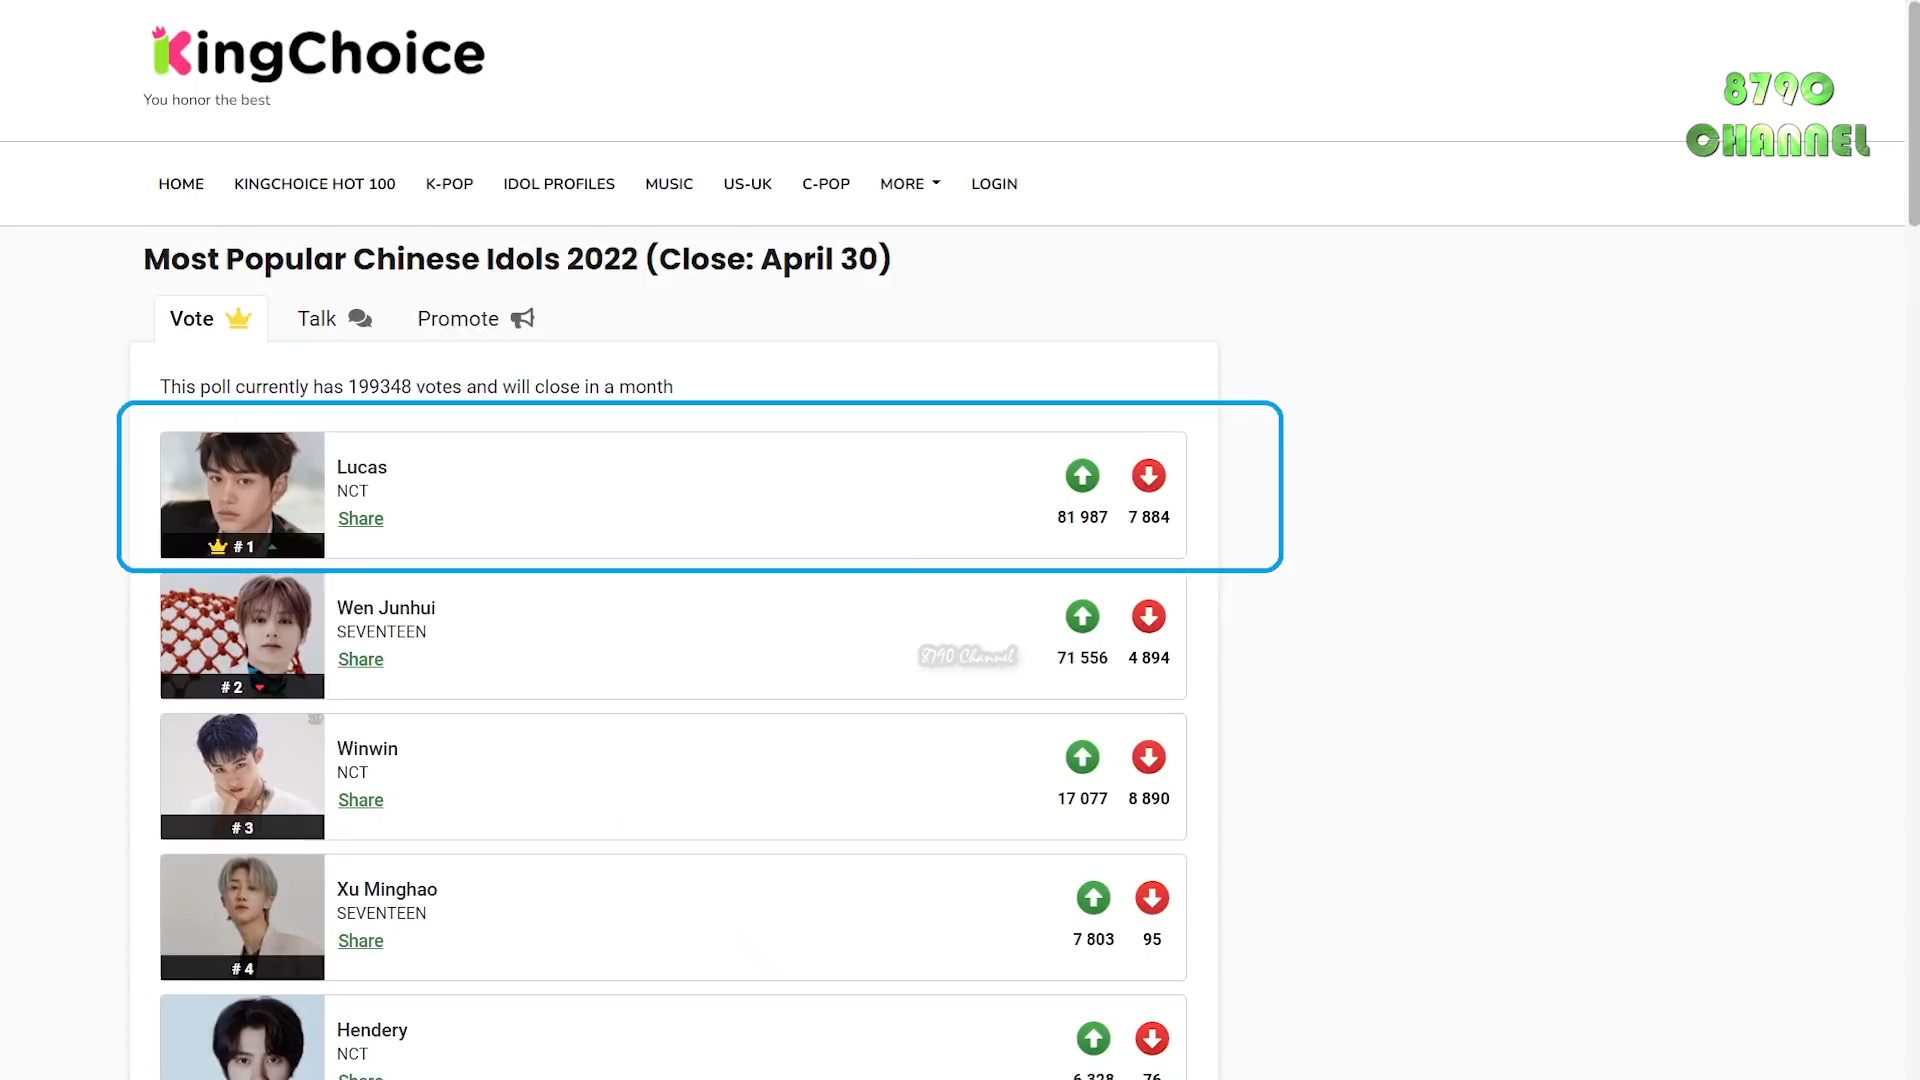 KingChoice
You honor the best
8790
CHANNEL
HOME KINGCHOICE HOT 100 K-POP IDOL PROFILES MUSIC US-UK C-POP MORE LOGIN
Most Popular Chinese Idols 2022 (Close: April 30)
Vote Talk Promote
This poll currently has 199348 votes and will close in a month
Lucas
NCT
Share
81 987 7 884
#1
Wen Junhui
SEVENTEEN
Share
8790 Channel
71 556 4 894
#2
Winwin
NCT
Share
17 077 8 890
#3
Xu Minghao
SEVENTEEN
Share
7 803 95
#4
Hendery
NCT
Share
6 328 76